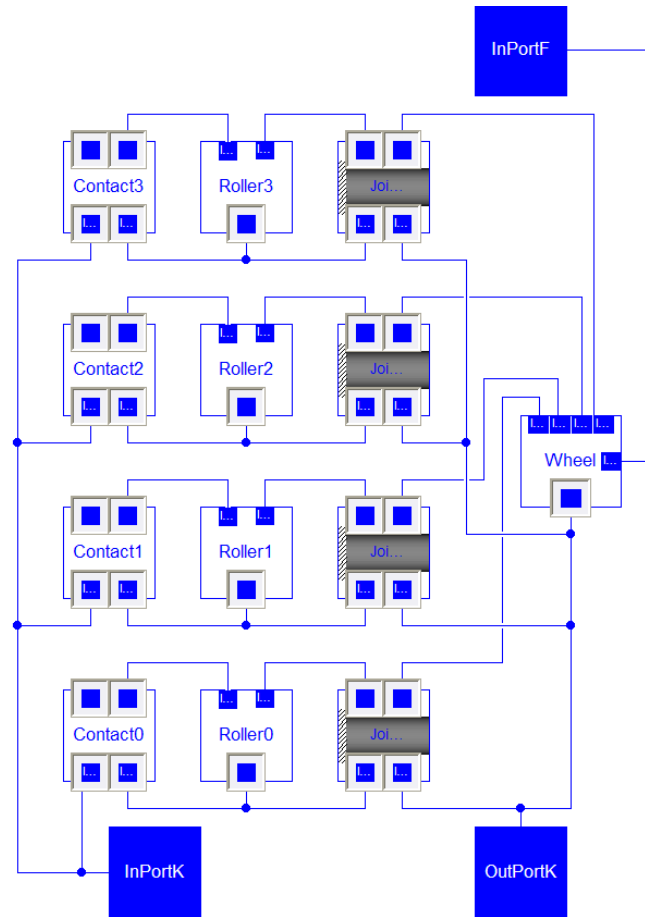 InPortF
I...
I...
Contact3
Roller3
Joi...
I...
I...
I...
I...
I...
I...
Contact2
Roller2
Joi...
I...
I...
I...
I...
I...
I...
I...
I...
Wheel
I...
I...
I...
Contact1
Roller1
Joi...
I...
I...
I...
I...
I...
I...
Contact0
Roller0
Joi...
I...
I...
I...
I...
InPortK
OutPortK